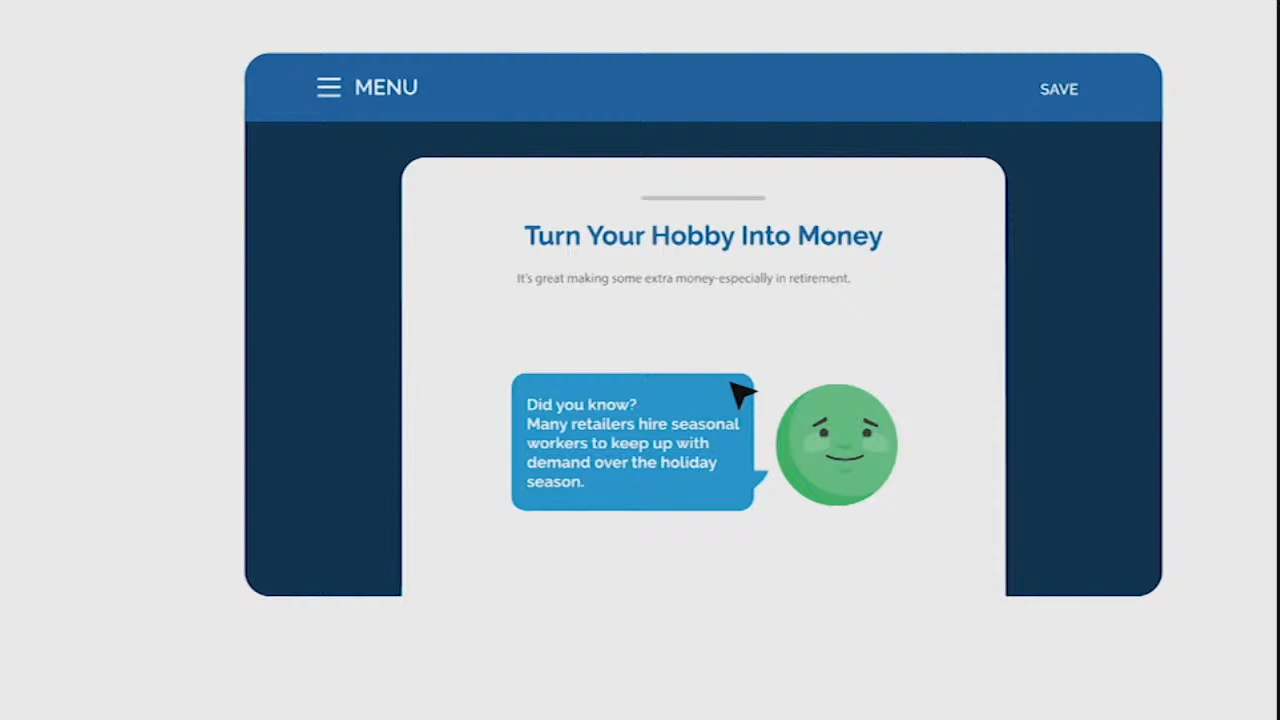 MENU
SAVE
Turn Your Hobby Into Money
It's great making some extra money-especially in retirement.
Did you know?
Many retailers hire seasonal
workers to keep up with
demand over the holiday
season.